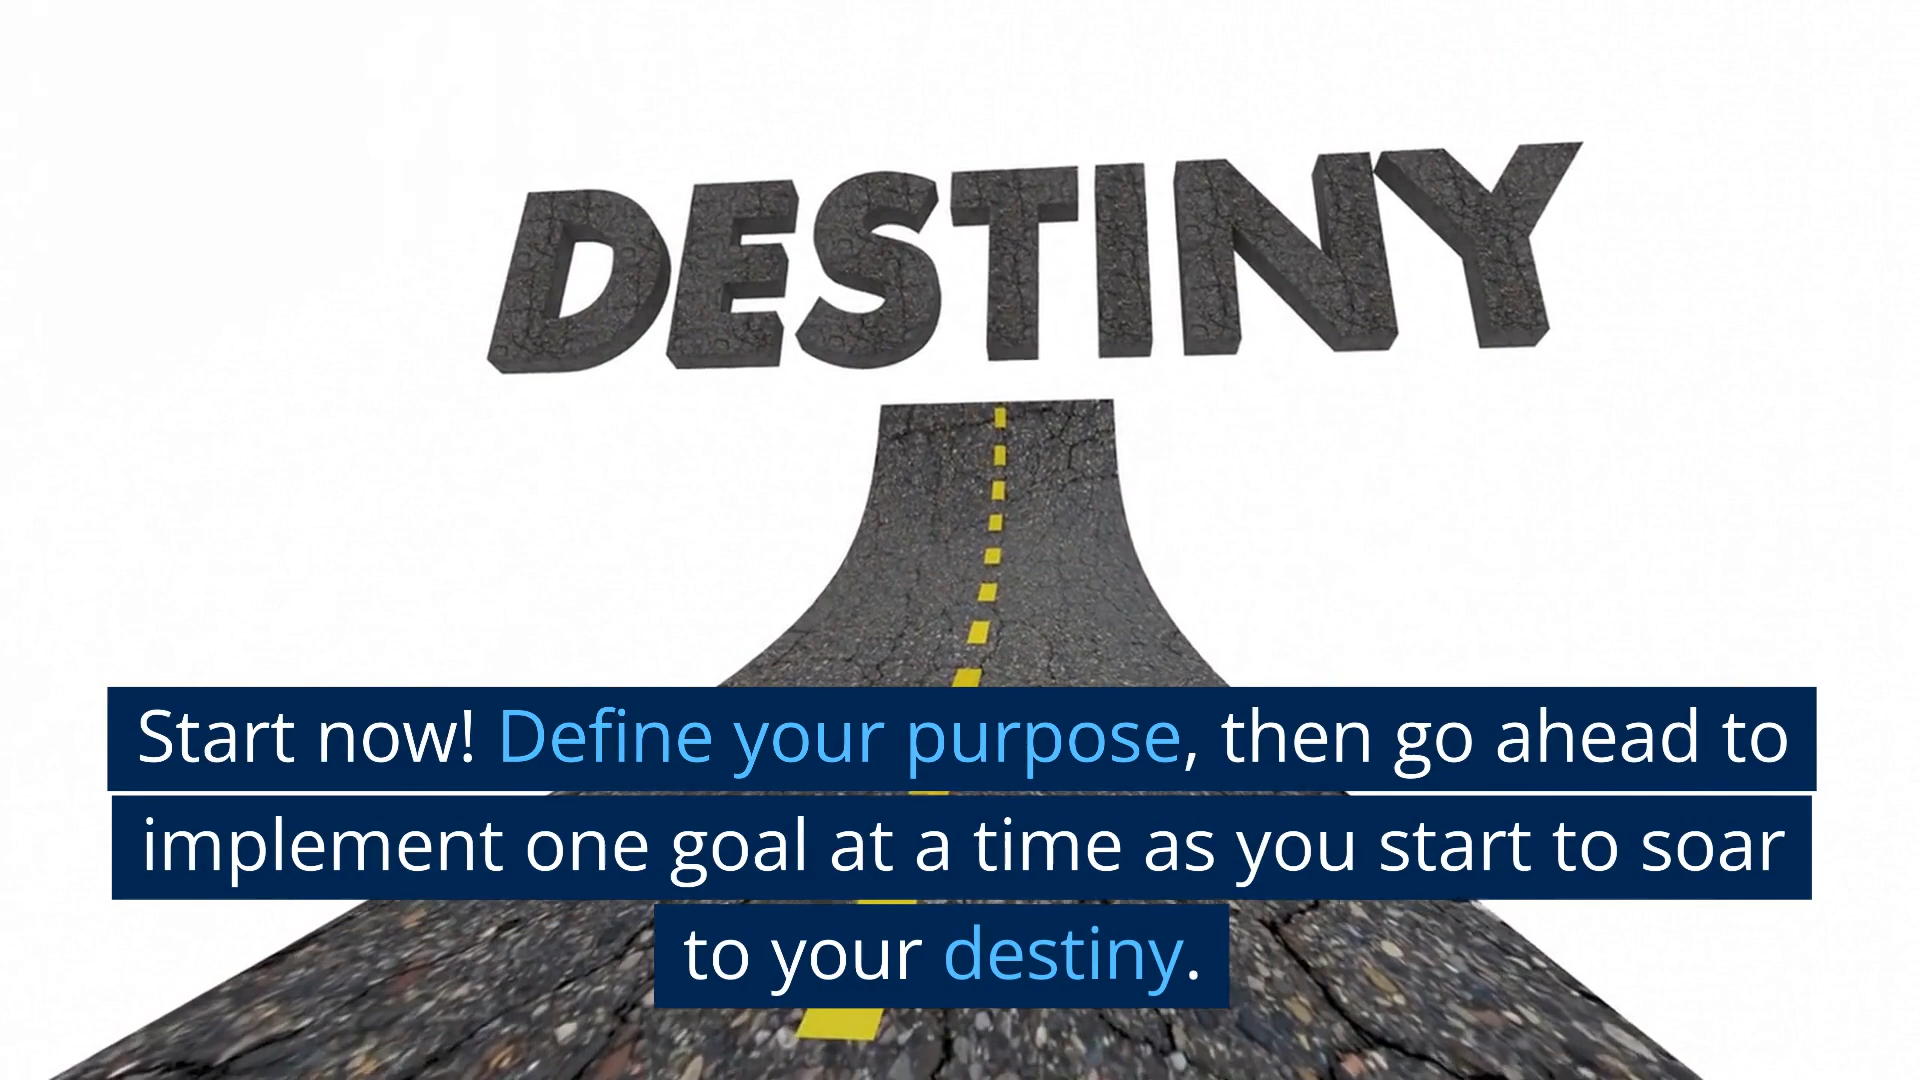 DESTINY
Start now! Define your purpose, then go ahead to
implement one goal at a time as you start to soar
to your destiny.